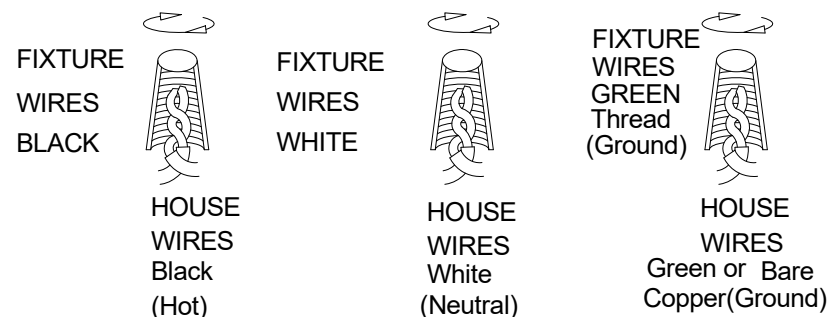 FIXTURE
WIRES
BLACK
HOUSE
WIRES
Black
(Hot)
FIXTURE
WIRES
WHITE
HOUSE
WIRES
White
(Neutral)
FIXTURE
WIRES
GREEN
Thread
(Ground)
HOUSE
WIRES
Green or Bare
Copper(Ground)